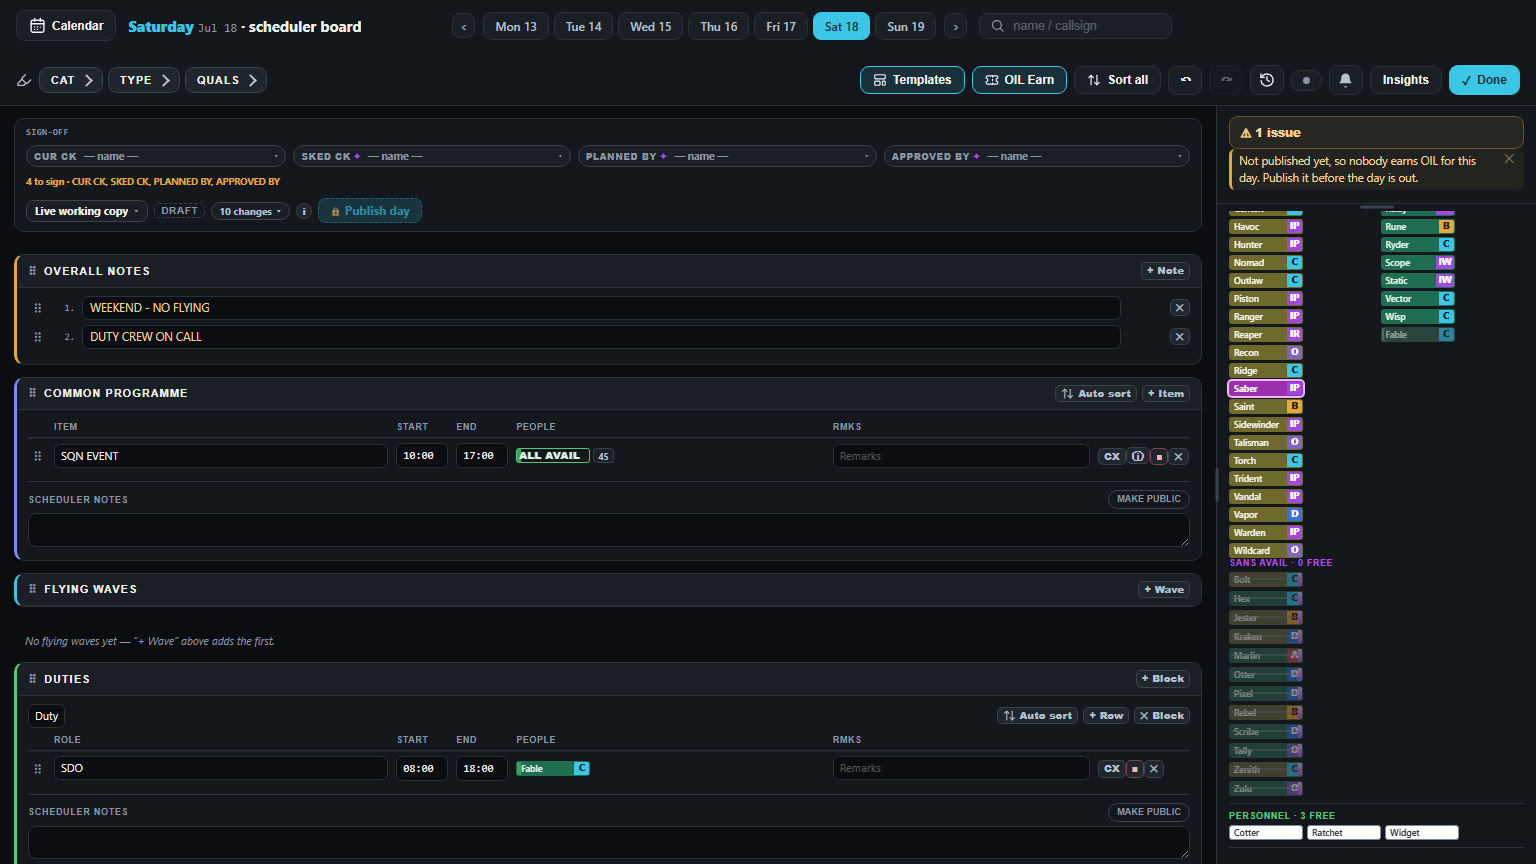 Calendar
Saturday Jul 18 · scheduler board
‹ Mon 13 Tue 14 Wed 15 Thu 16 Fri 17 Sat 18 Sun 19 ›
name / callsign
CAT TYPE QUALS
Templates OIL Earn Sort all Insights ✓ Done
SIGN-OFF
CUR CK — name — SKED CK ✦ — name — PLANNED BY ✦ — name — APPROVED BY ✦ — name —
4 to sign · CUR CK, SKED CK, PLANNED BY, APPROVED BY
Live working copy DRAFT 10 changes i Publish day
OVERALL NOTES
+ Note
1. WEEKEND - NO FLYING
2. DUTY CREW ON CALL
COMMON PROGRAMME
Auto sort + Item
ITEM START END PEOPLE RMKS
SQN EVENT 10:00 17:00 ALL AVAIL 45 Remarks CX
SCHEDULER NOTES
MAKE PUBLIC
FLYING WAVES
+ Wave
No flying waves yet — "+ Wave" above adds the first.
DUTIES
+ Block
Duty
Auto sort + Row ✕ Block
ROLE START END PEOPLE RMKS
SDO 08:00 18:00 Fable C Remarks CX
SCHEDULER NOTES
MAKE PUBLIC
⚠ 1 issue
Not published yet, so nobody earns OIL for this
day. Publish it before the day is out.
Havoc IP
Hunter IP
Nomad C
Outlaw C
Piston IP
Ranger IP
Reaper IR
Recon O
Ridge C
Saber IP
Saint B
Sidewinder IP
Talisman O
Torch C
Trident IP
Vandal IP
Vapor D
Warden IP
Wildcard O
Rune B
Ryder C
Scope IW
Static IW
Vector C
Wisp C
Fable C
SANS AVAIL · 0 FREE
Bolt C
Hex C
Jester B
Kraken D
Marlin A
Otter D
Pixel D
Rebel B
Scribe D
Tally O
Zenith C
Zulu O
PERSONNEL · 3 FREE
Cotter Ratchet Widget